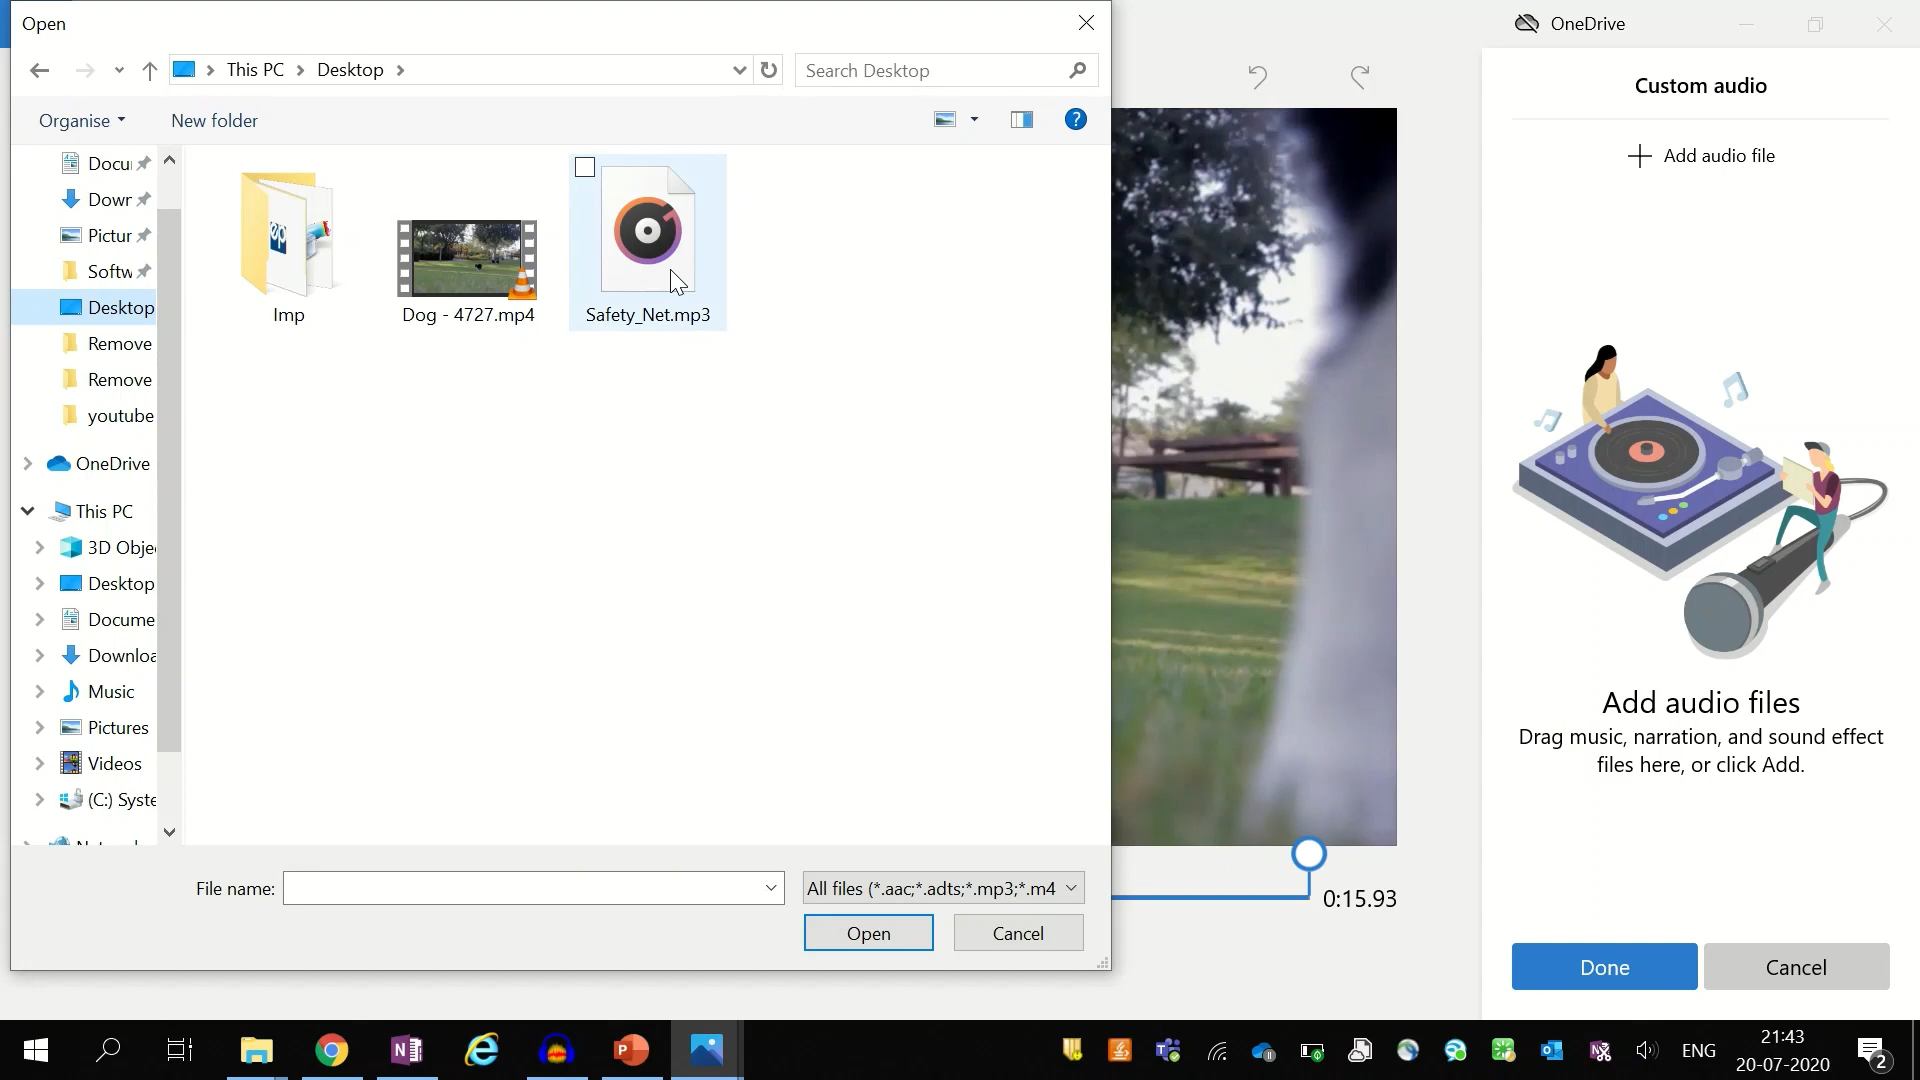 Open
OneDrive
This PC
Desktop
Search Desktop
Custom audio
Organise
New folder
Add audio file
Docu
Down
Pictur
Softw
Desktop
Remove
Remove
youtube
OneDrive
This PC
3D Obje
Desktop
Docume
Downloa
Music
Pictures
Videos
(C:) Syste
Imp
Dog - 4727.mp4
Safety_Net.mp3
Add audio files
Drag music, narration, and sound effect
files here, or click Add.
File name:
All files (*.aac;*.adts;*.mp3;*.m4
Open
Cancel
0:15.93
Done
Cancel
ENG
21:43
20-07-2020
2